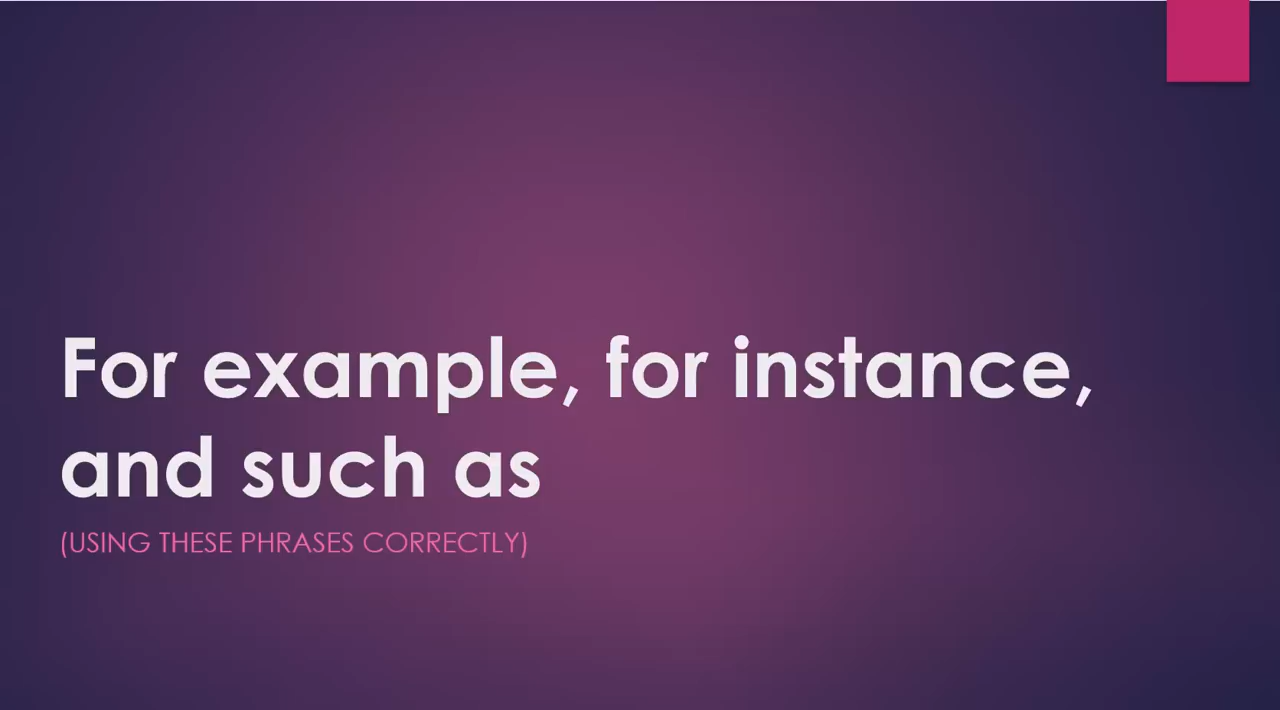 For example, for instance,
and such as
(USING THESE PHRASES CORRECTLY)